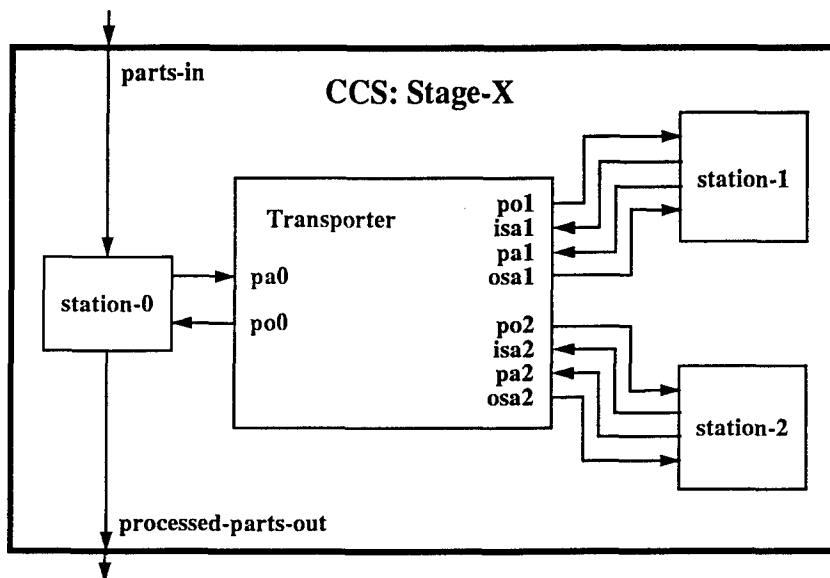 parts-in
CCS: Stage-X
station-1
Transporter
po1
isa1
pa1
osa1
station-0
pa0
po0
po2
isa2
pa2
osa2
station-2
processed-parts-out